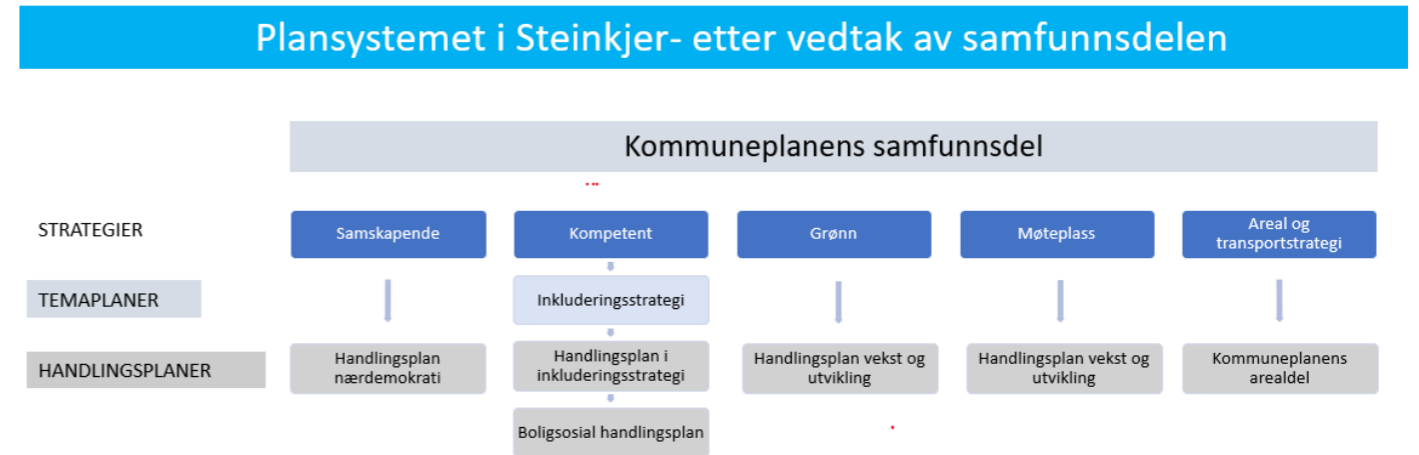 Plansystemet i Steinkjer- etter vedtak av samfunnsdelen
Kommuneplanens samfunnsdel
STRATEGIER
Samskapende
Kompetent
Grønn
Møteplass
Areal og
transportstrategi
TEMAPLANER
Inkluderingsstrategi
HANDLINGSPLANER
Handlingsplan
nærdemokrati
Handlingsplan i
inkluderingsstrategi
Handlingsplan vekst og
utvikling
Handlingsplan vekst og
utvikling
Kommuneplanens
arealdel
Boligsosial handlingsplan